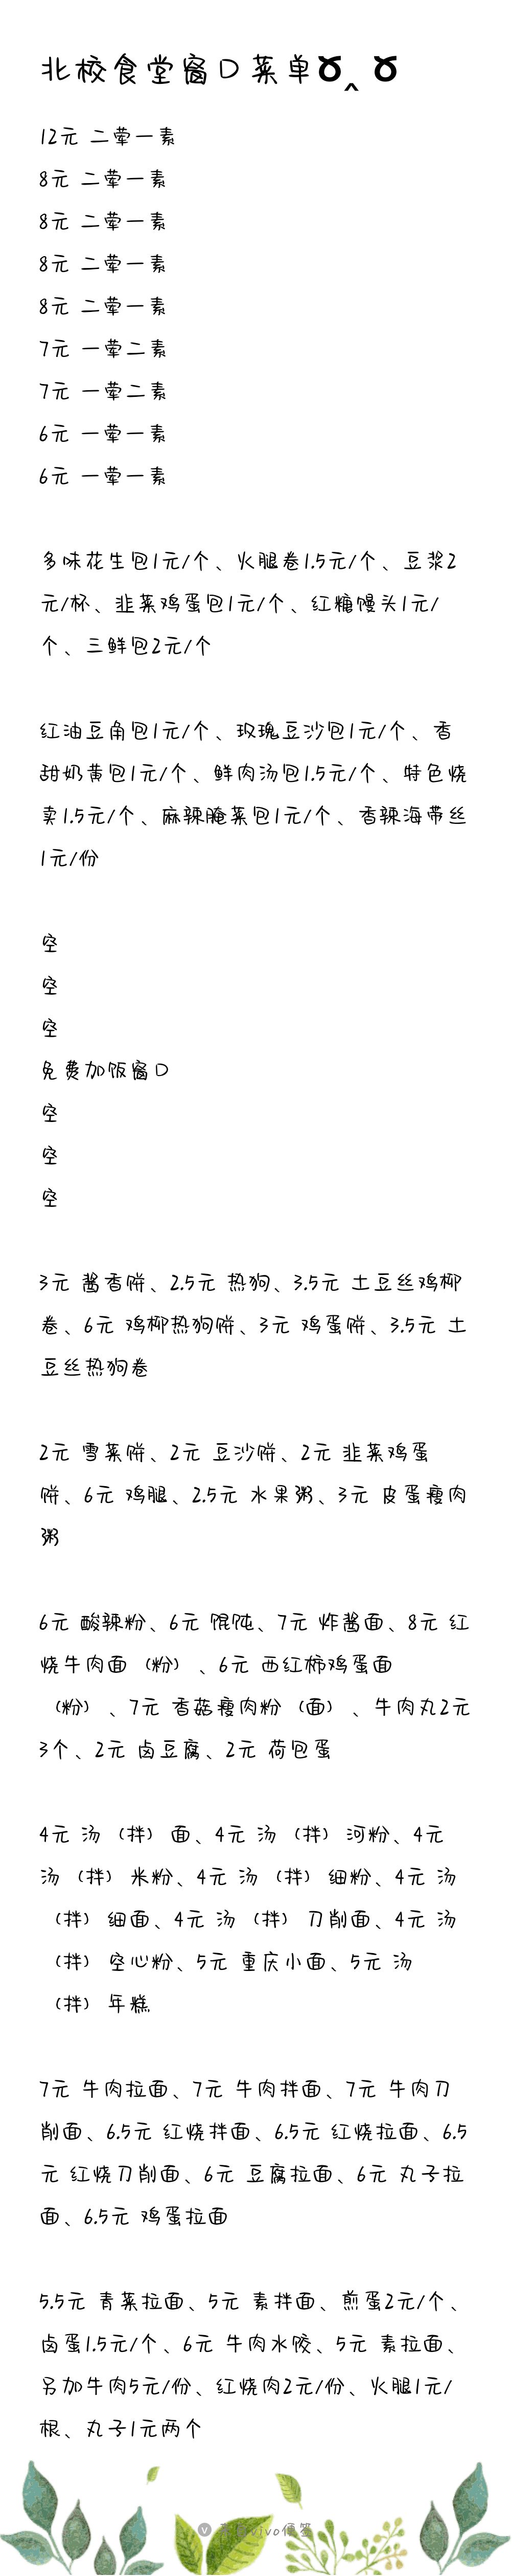 北校食堂窗口菜单➰‸➰
12元 二荤一素
8元 二荤一素
8元 二荤一素
8元 二荤一素
8元 二荤一素
7元 一荤二素
7元 一荤二素
6元 一荤一素
6元 一荤一素
多味花生包1元/个、火腿卷1.5元/个、豆浆2
元/杯、韭菜鸡蛋包1元/个、红糖馒头1元/
个、三鲜包2元/个
红油豆角包1元/个、玫瑰豆沙包1元/个、香
甜奶黄包1元/个、鲜肉汤包1.5元/个、特色烧
卖1.5元/个、麻辣腌菜包1元/个、香辣海带丝
1元/份
空
空
空
免费加饭窗口
空
空
空
3元 酱香饼、2.5元 热狗、3.5元 土豆丝鸡柳
卷、6元 鸡柳热狗饼、3元 鸡蛋饼、3.5元 土
豆丝热狗卷
2元 雪菜饼、2元 豆沙饼、2元 韭菜鸡蛋
饼、6元 鸡腿、2.5元 水果粥、3元 皮蛋瘦肉
粥
6元 酸辣粉、6元 馄饨、7元 炸酱面、8元 红
烧牛肉面（粉）、6元 西红柿鸡蛋面
（粉）、7元 香菇瘦肉粉（面）、牛肉丸2元
3个、2元 卤豆腐、2元 荷包蛋
4元 汤（拌）面、4元 汤（拌）河粉、4元
汤（拌）米粉、4元 汤（拌）细粉、4元 汤
（拌）细面、4元 汤（拌）刀削面、4元 汤
（拌）空心粉、5元 重庆小面、5元 汤
（拌）年糕
7元 牛肉拉面、7元 牛肉拌面、7元 牛肉刀
削面、6.5元 红烧拌面、6.5元 红烧拉面、6.5
元 红烧刀削面、6元 豆腐拉面、6元 丸子拉
面、6.5元 鸡蛋拉面
5.5元 青菜拉面、5元 素拌面、煎蛋2元/个、
卤蛋1.5元/个、6元 牛肉水饺、5元 素拉面、
另加牛肉5元/份、红烧肉2元/份、火腿1元/
根、丸子1元两个
vivo便签